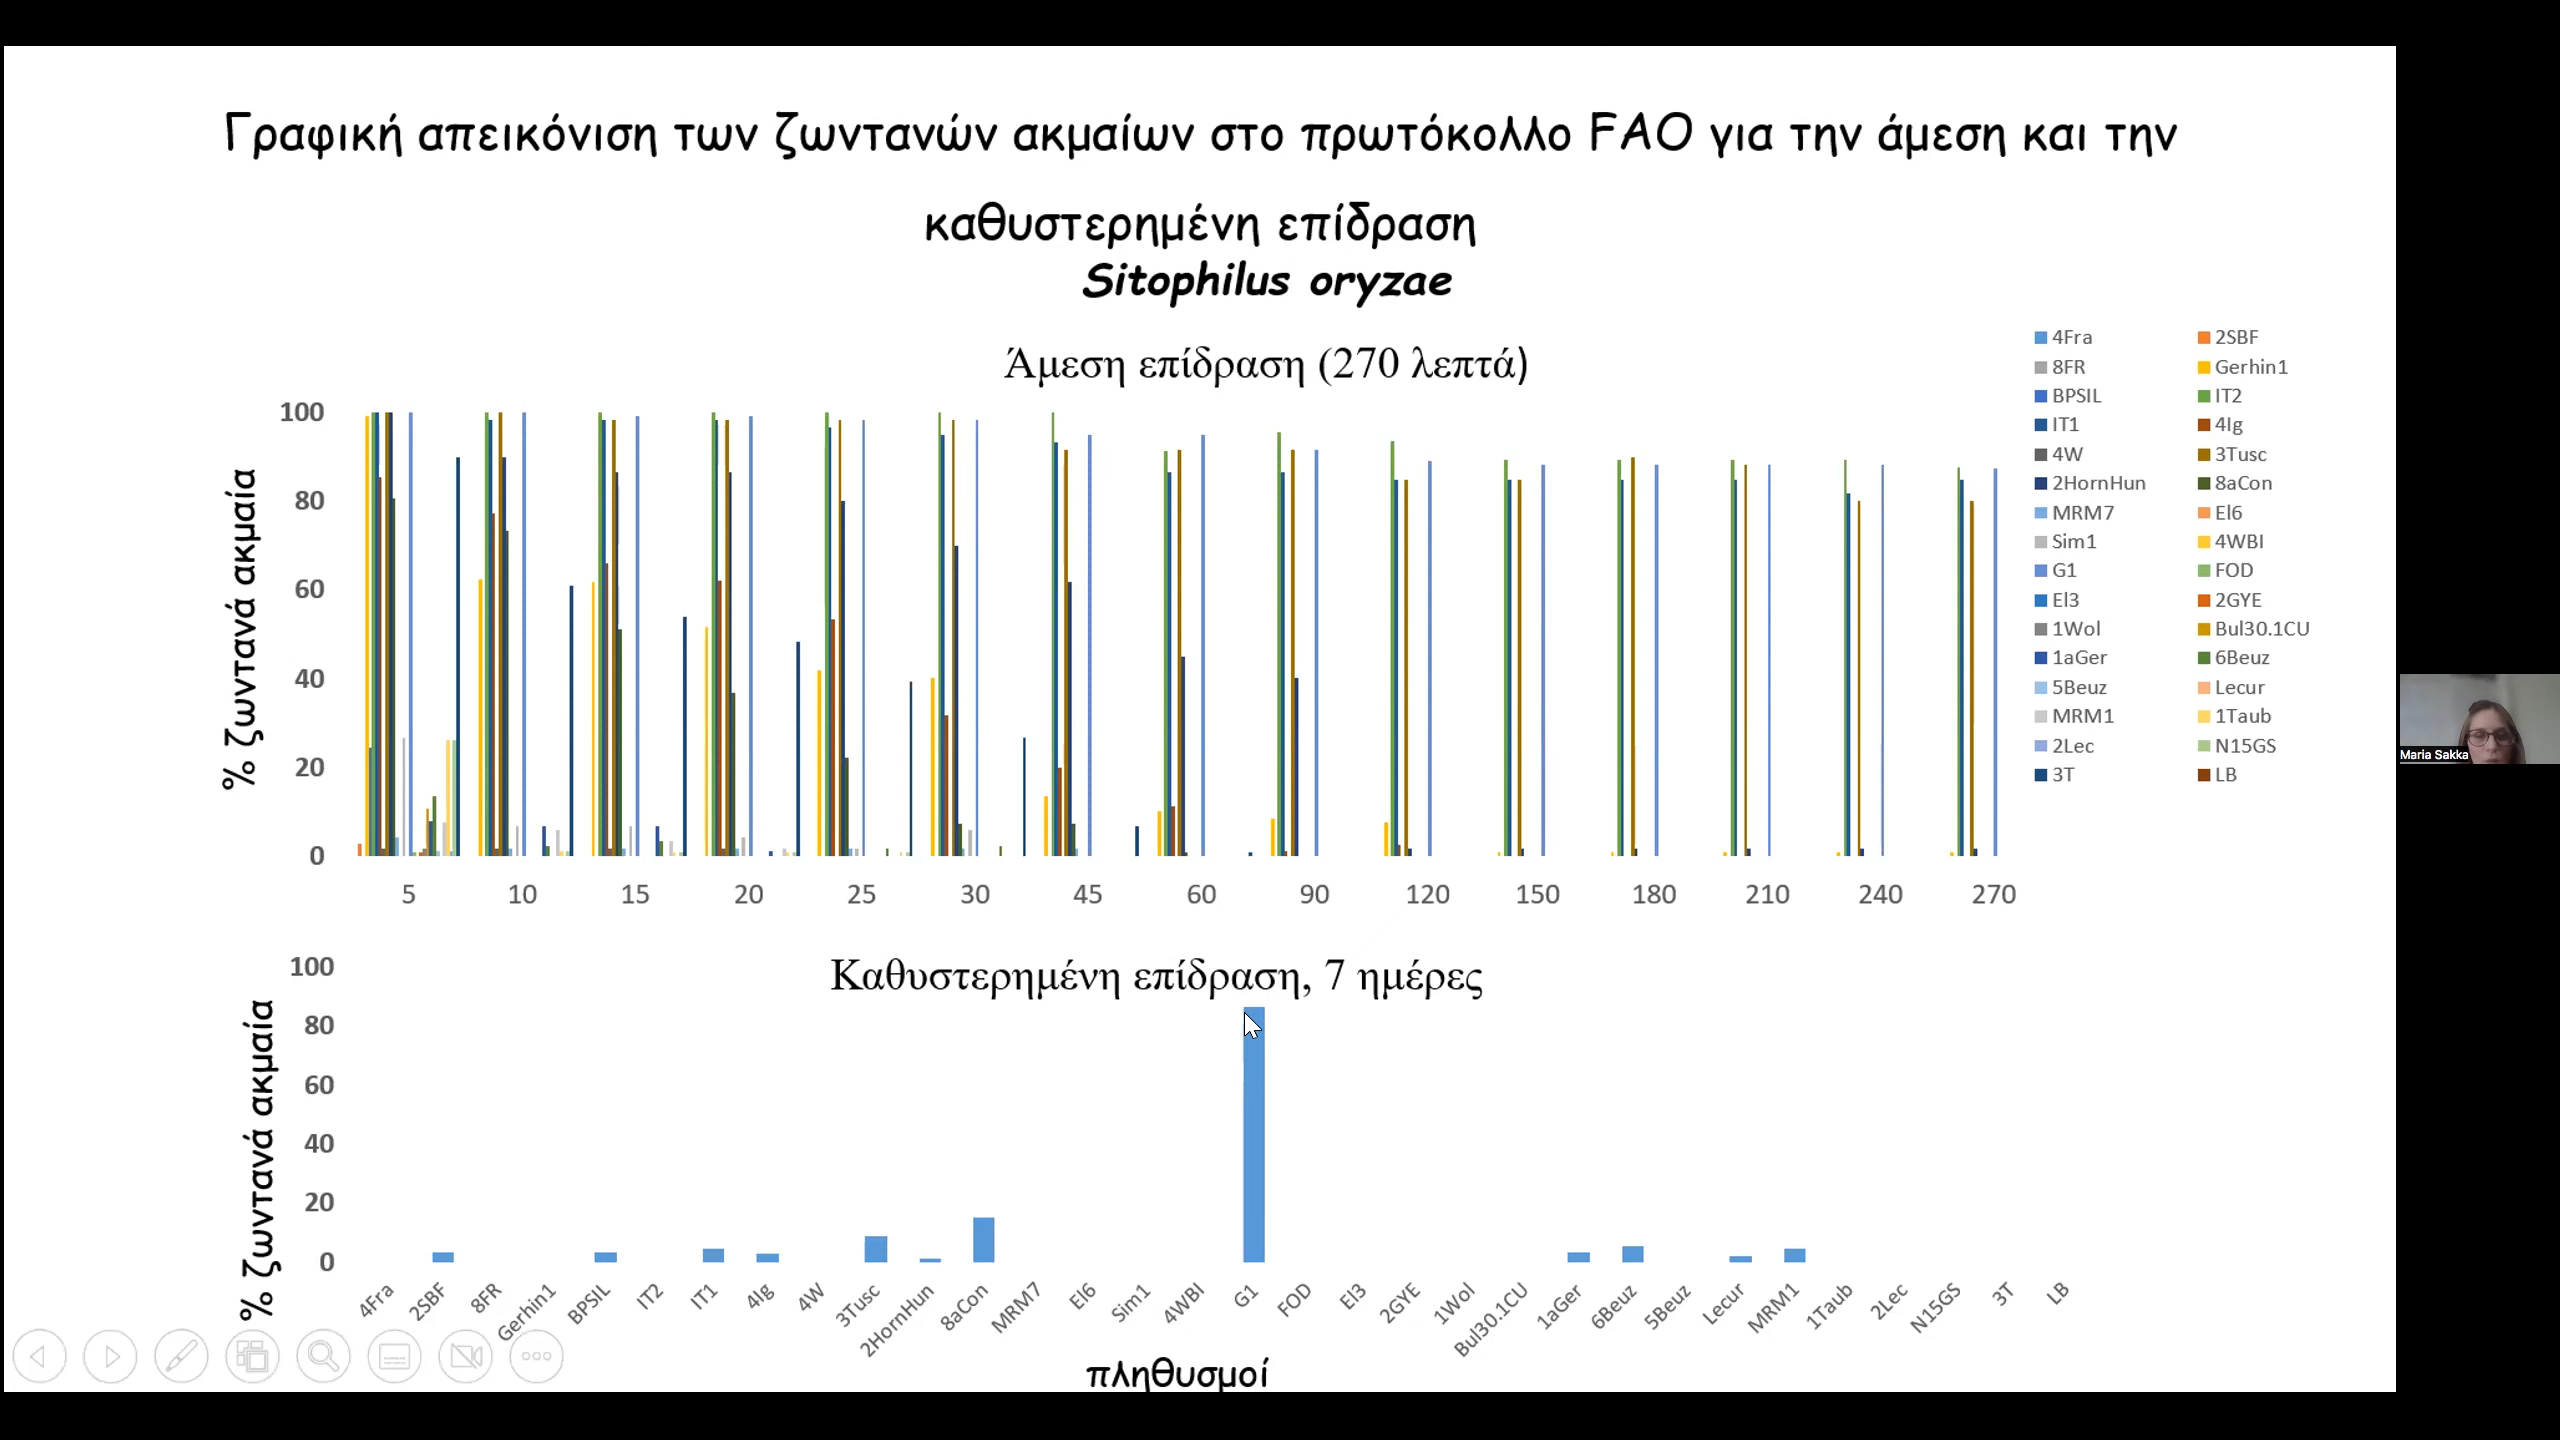 Γραφική απεικόνιση των ζωντανών ακμαίων στο πρωτόκολλο FAO για την άμεση και την
καθυστερημένη επίδραση
Sitophilus oryzae
Άμεση επίδραση (270 λεπτά)
% ζωντανά ακμαία
100
80
60
40
20
0
5 10 15 20 25 30 45 60 90 120 150 180 210 240 270
4Fra 2SBF
8FR Gerhin1
BPSIL IT2
IT1 4Ig
4W 3Tusc
2HornHun 8aCon
MRM7 El6
Sim1 4WBI
G1 FOD
El3 2GYE
1Wol Bul30.1CU
1aGer 6Beuz
5Beuz Lecur
MRM1 1Taub
2Lec N15GS
3T LB
Maria Sakka
Καθυστερημένη επίδραση, 7 ημέρες
% ζωντανά ακμαία
100
80
60
40
20
0
4Fra 2SBF 8FR Gerhin1 BPSIL IT2 IT1 4Ig 4W 3Tusc 2HornHun 8aCon MRM7 El6 Sim1 4WBI G1 FOD El3 2GYE 1Wol Bul30.1CU 1aGer 6Beuz 5Beuz Lecur MRM1 1Taub 2Lec N15GS 3T LB
πληθυσμοί